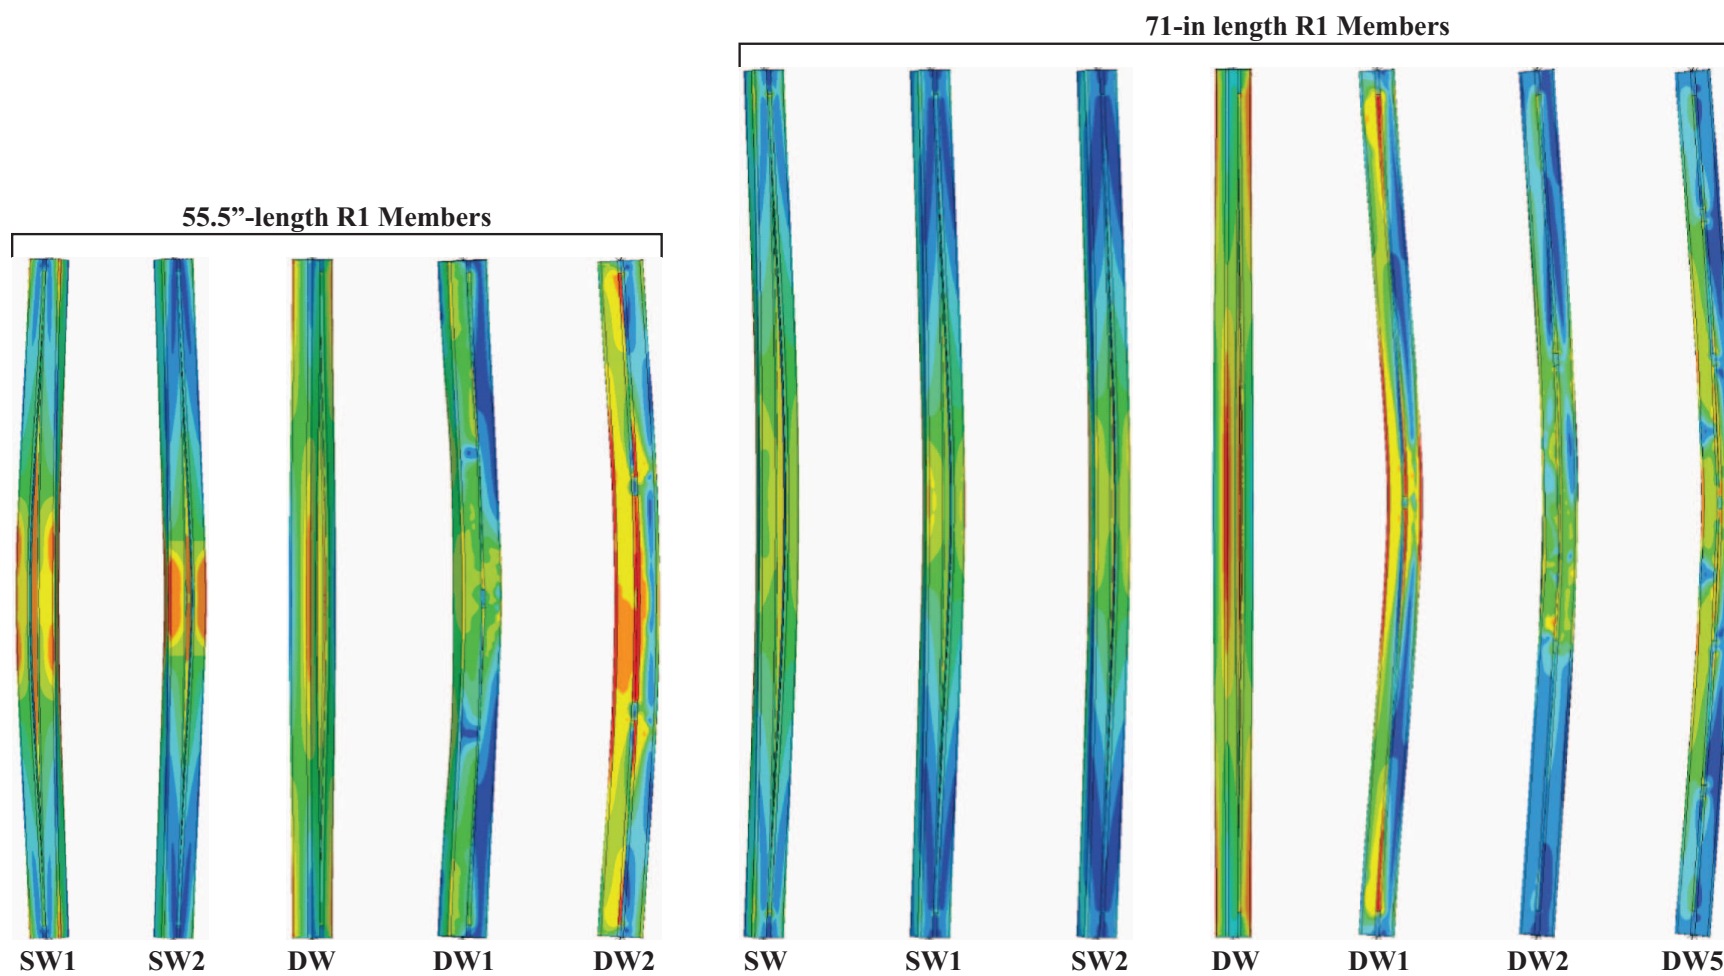 71-in length R1 Members
55.5”-length R1 Members
SW1 SW2 DW DW1 DW2 SW SW1 SW2 DW DW1 DW2 DW5